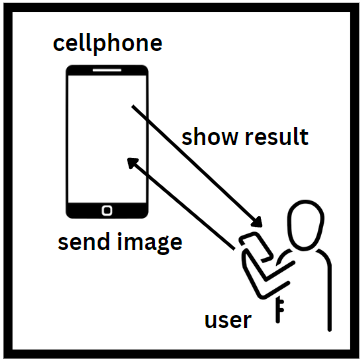 cellphone
show result
send image
user